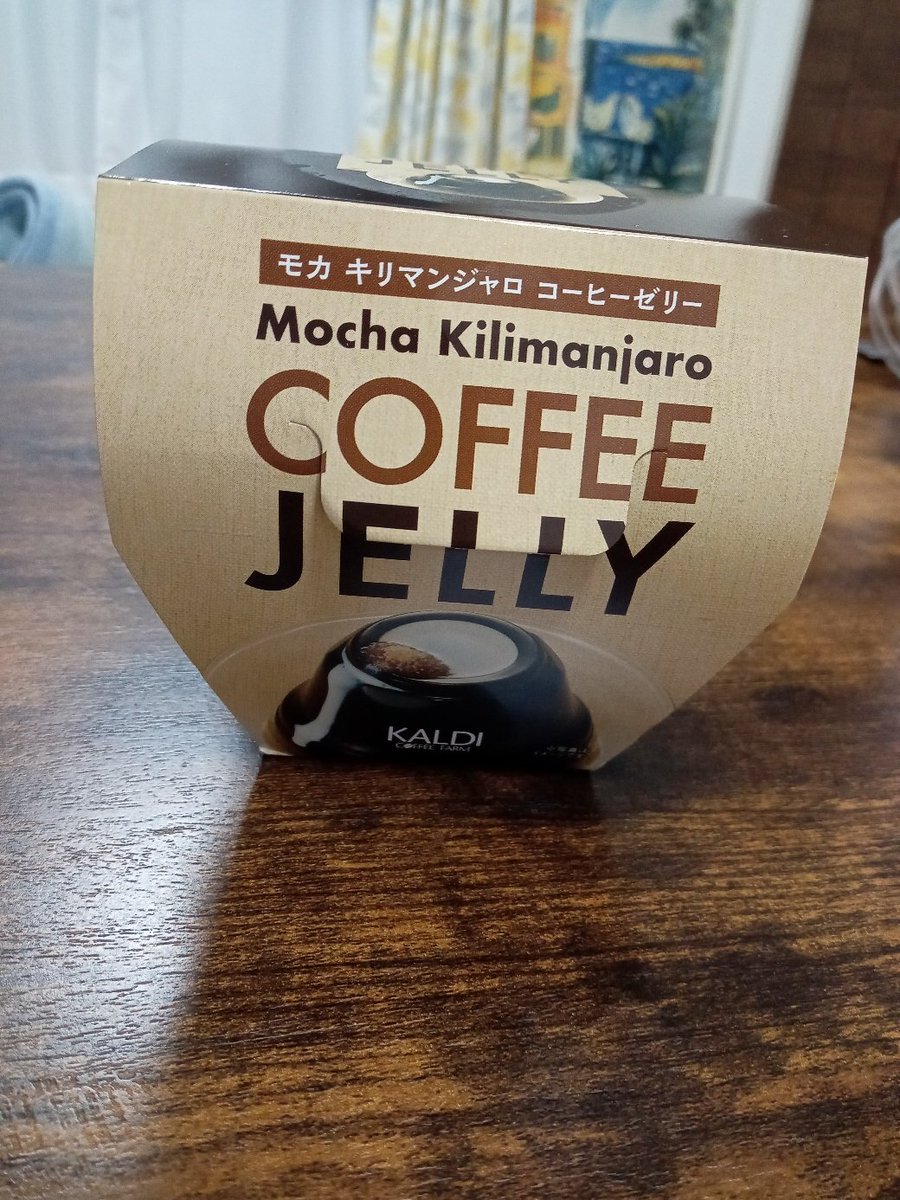 モカ キリマンジャロ コーヒーゼリー
Mocha Kilimanjaro
COFFEE
JELLY
KALDI
COFFEE FARM